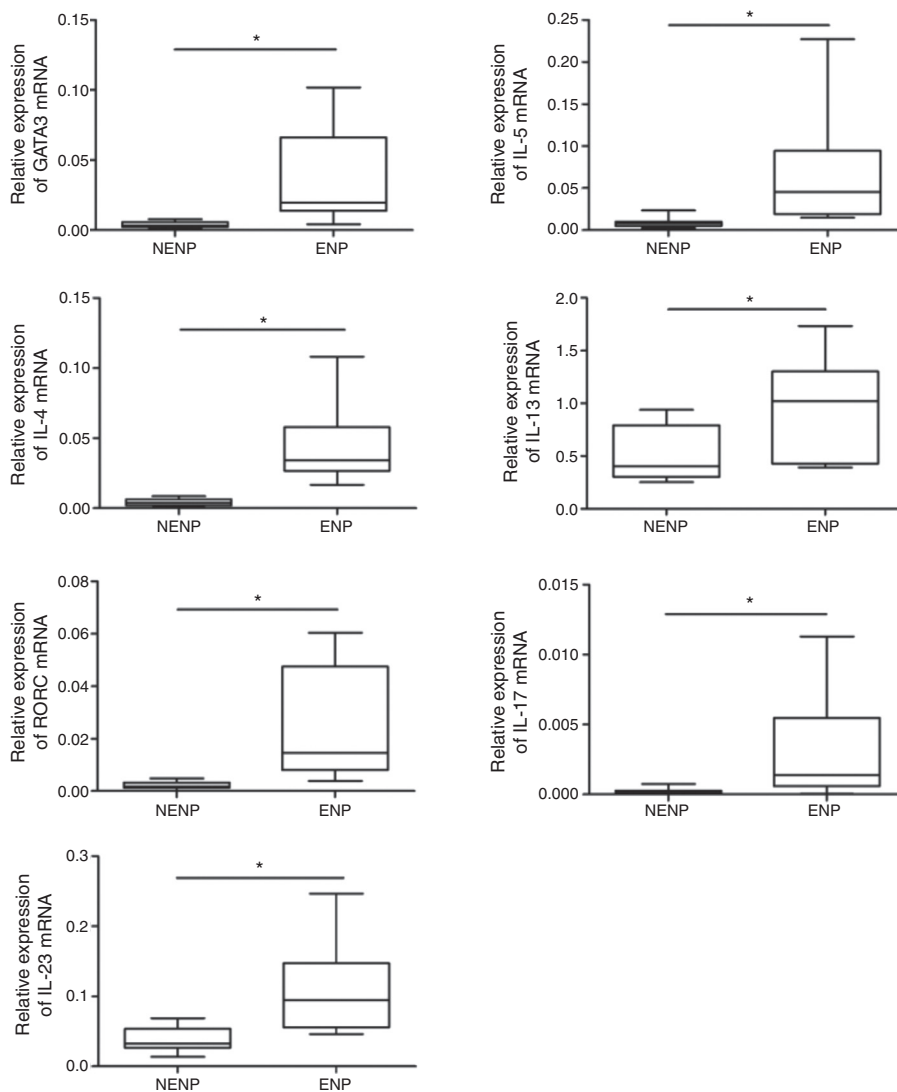 Relative expression
of GATA3 mRNA
0.15
0.10
0.05
0.00
*
NENP
ENP
Relative expression
of IL-5 mRNA
0.25
0.20
0.15
0.10
0.05
0.00
*
NENP
ENP
Relative expression
of IL-4 mRNA
0.15
0.10
0.05
0.00
*
NENP
ENP
Relative expression
of IL-13 mRNA
2.0
1.5
1.0
0.5
0.0
*
NENP
ENP
Relative expression
of RORC mRNA
0.08
0.06
0.04
0.02
0.00
*
NENP
ENP
Relative expression
of IL-17 mRNA
0.015
0.010
0.005
0.000
*
NENP
ENP
Relative expression
of IL-23 mRNA
0.3
0.2
0.1
0.0
*
NENP
ENP